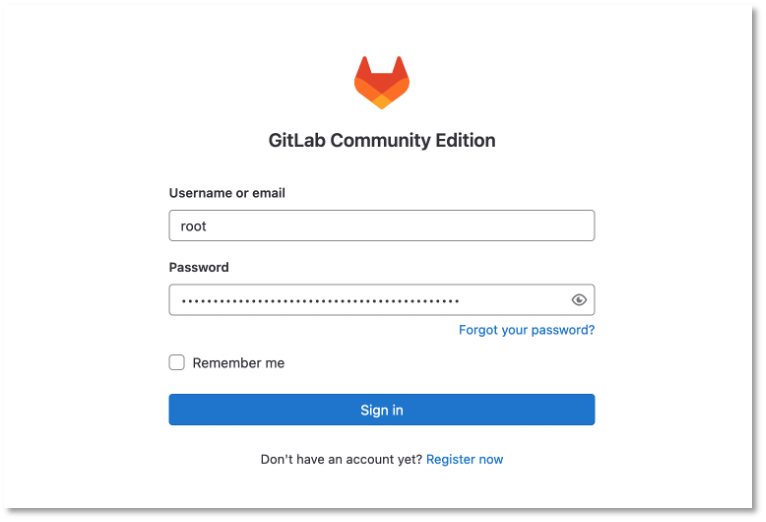 GitLab Community Edition
Username or email
root
Password
••••••••••••••••••••••••••••••••••••••••••••
Forgot your password?
Remember me
Sign in
Don't have an account yet? Register now